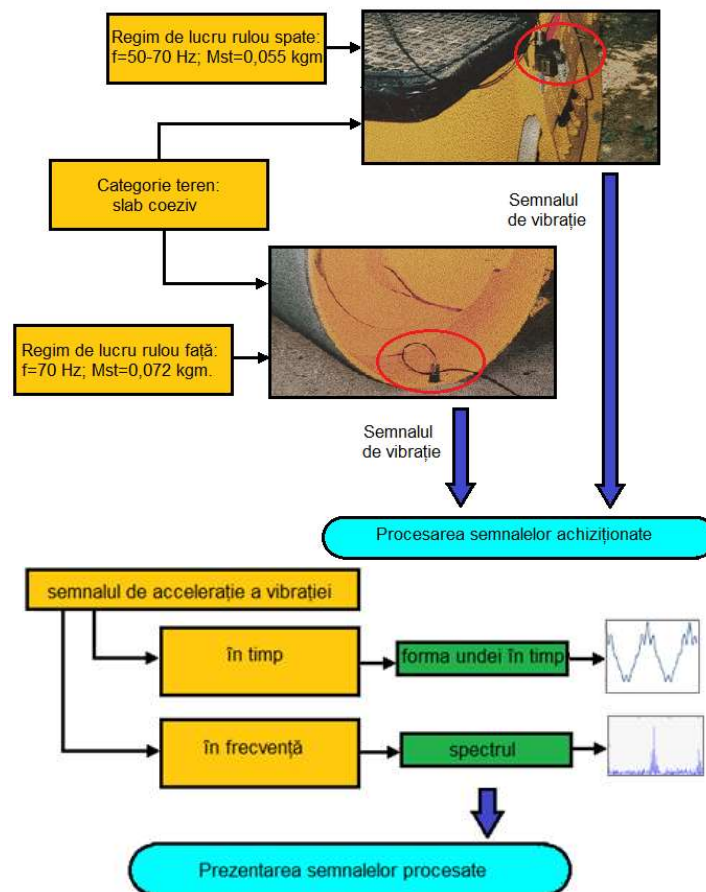 Regim de lucru rulou spate:
f=50-70 Hz; Mst=0,055 kgm
Categorie teren:
slab coeziv
Semnalul
de vibrație
Regim de lucru rulou față:
f=70 Hz; Mst=0,072 kgm.
Semnalul
de vibrație
Procesarea semnalelor achiziționate
semnalul de accelerație a vibrației
în timp
forma undei în timp
în frecvență
spectrul
Prezentarea semnalelor procesate